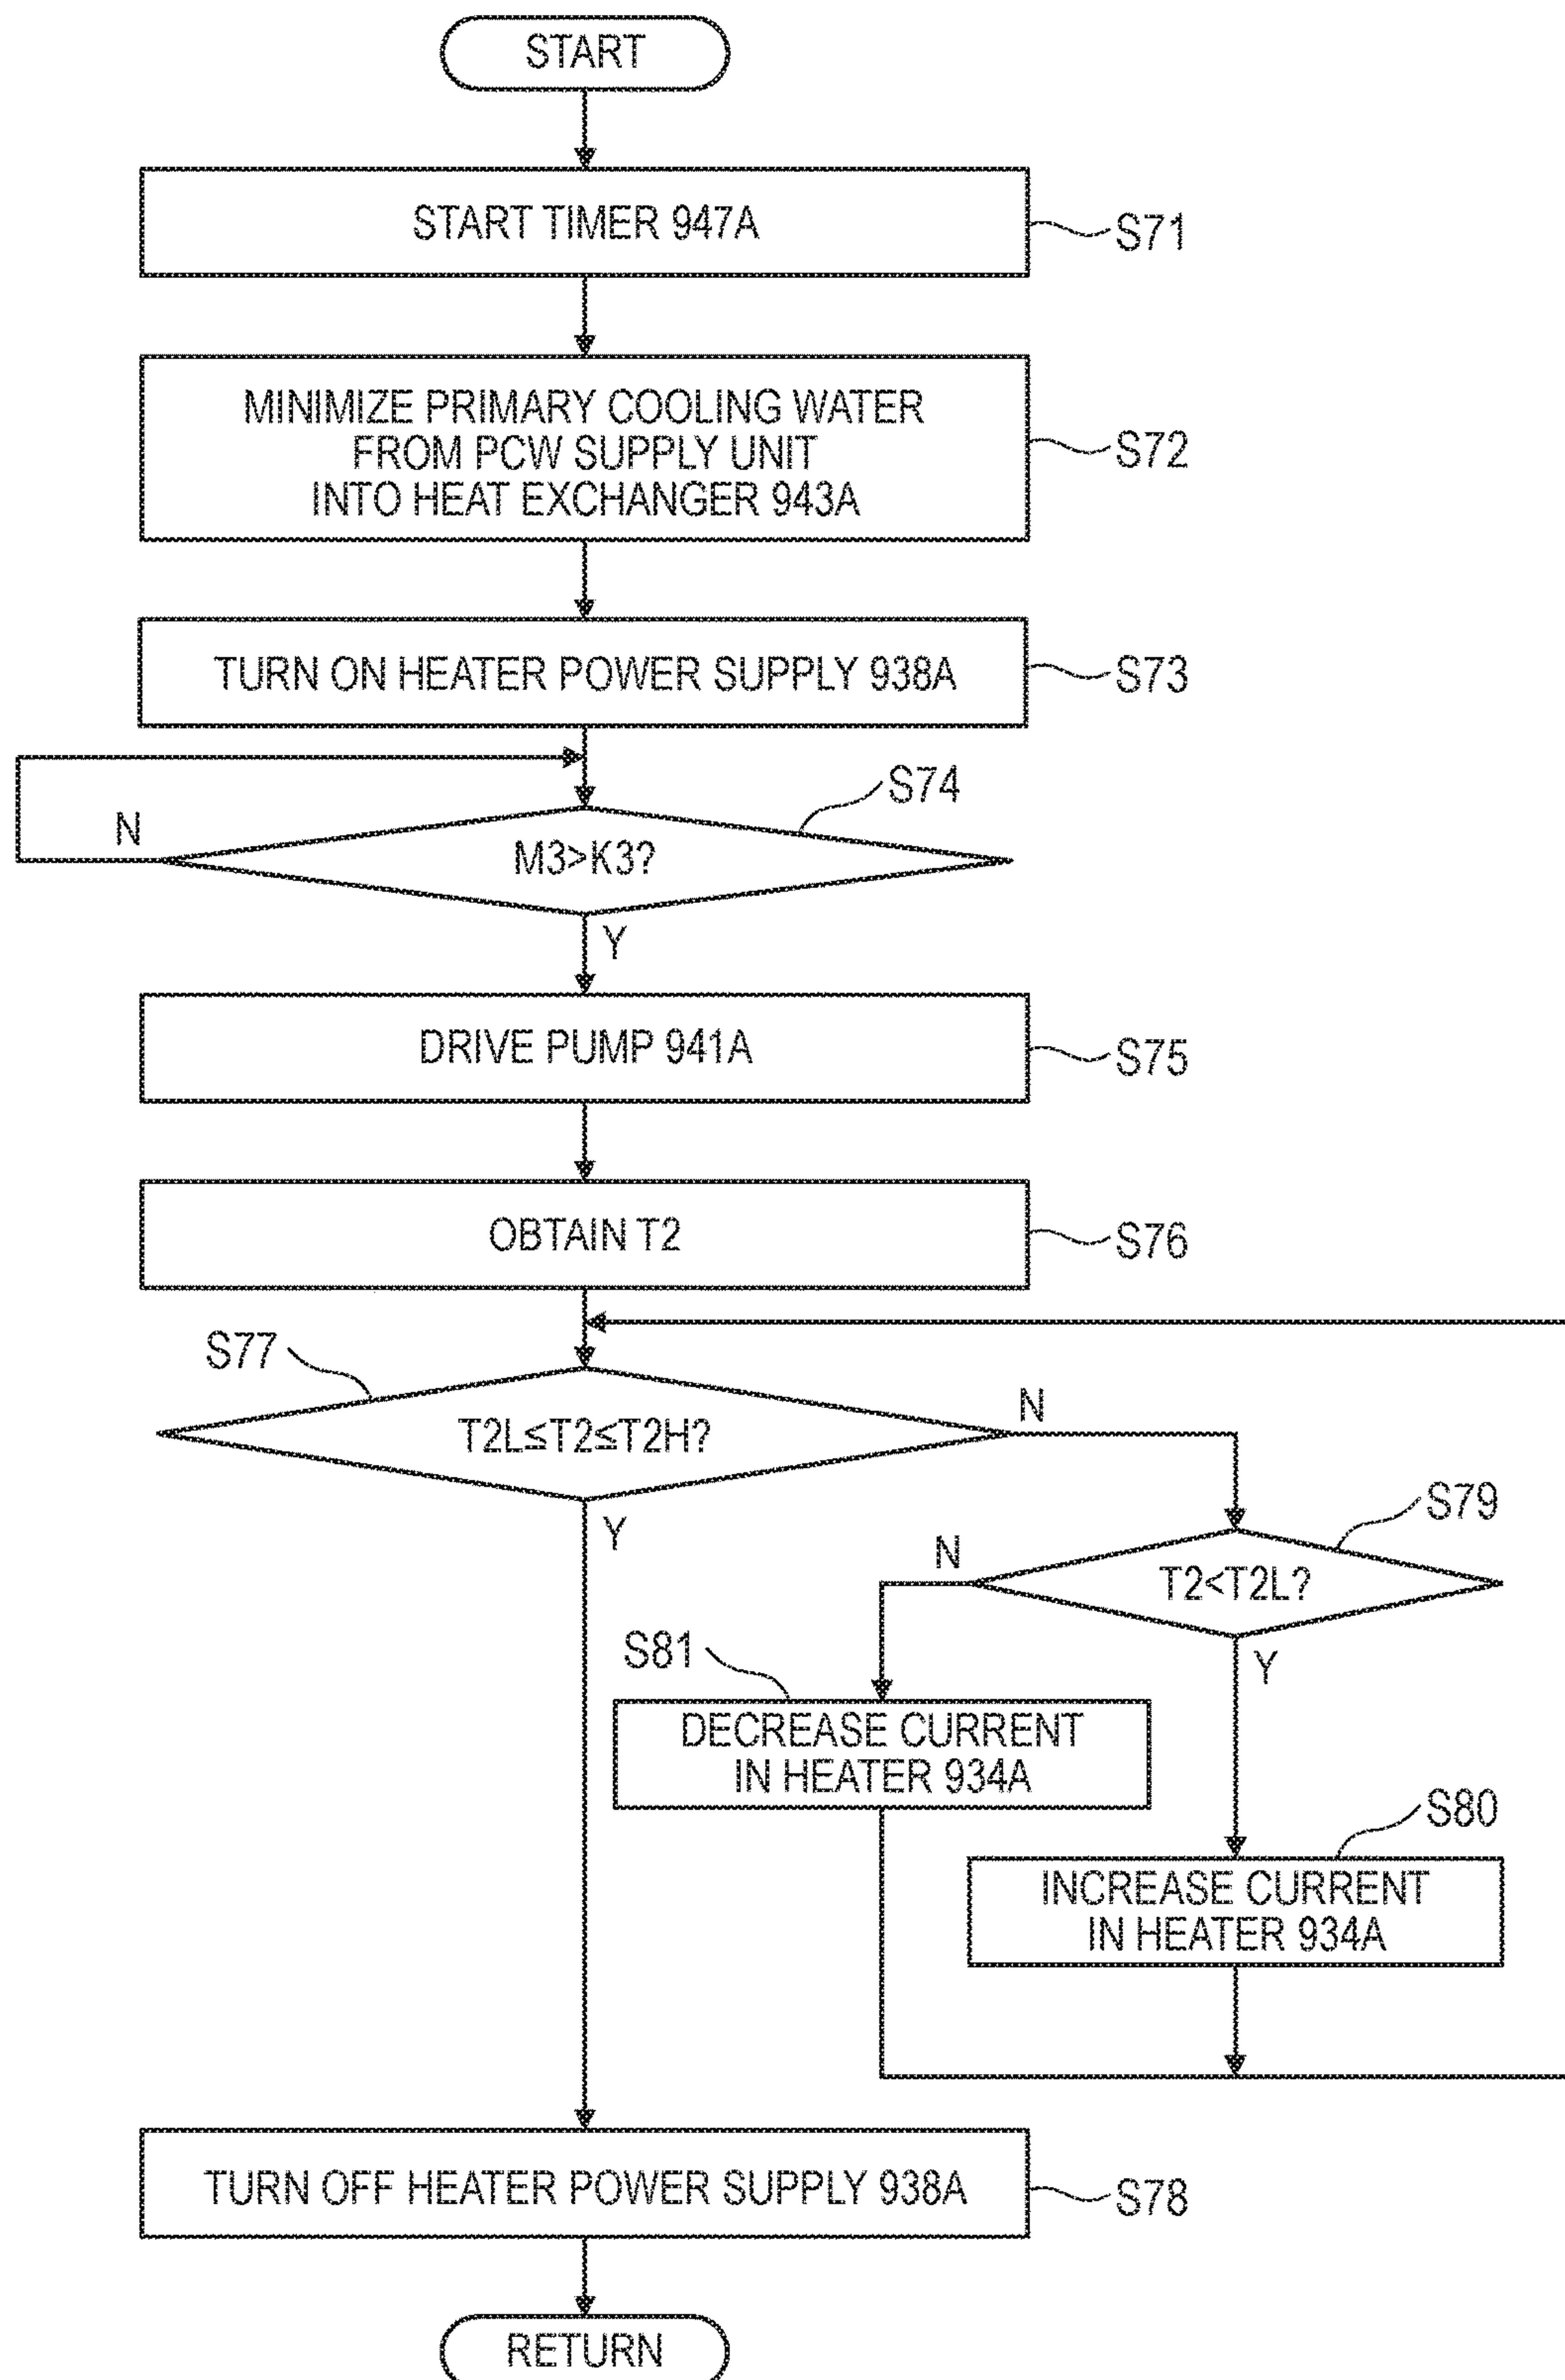 START
START TIMER 947A
S71
MINIMIZE PRIMARY COOLING WATER
FROM PCW SUPPLY UNIT
INTO HEAT EXCHANGER 943A
S72
TURN ON HEATER POWER SUPPLY 938A
S73
S74
N
M3>K3?
Y
DRIVE PUMP 941A
S75
OBTAIN T2
S76
S77
T2L≤T2≤T2H?
N
Y
S79
N
T2<T2L?
Y
S81
DECREASE CURRENT
IN HEATER 934A
S80
INCREASE CURRENT
IN HEATER 934A
TURN OFF HEATER POWER SUPPLY 938A
S78
RETURN